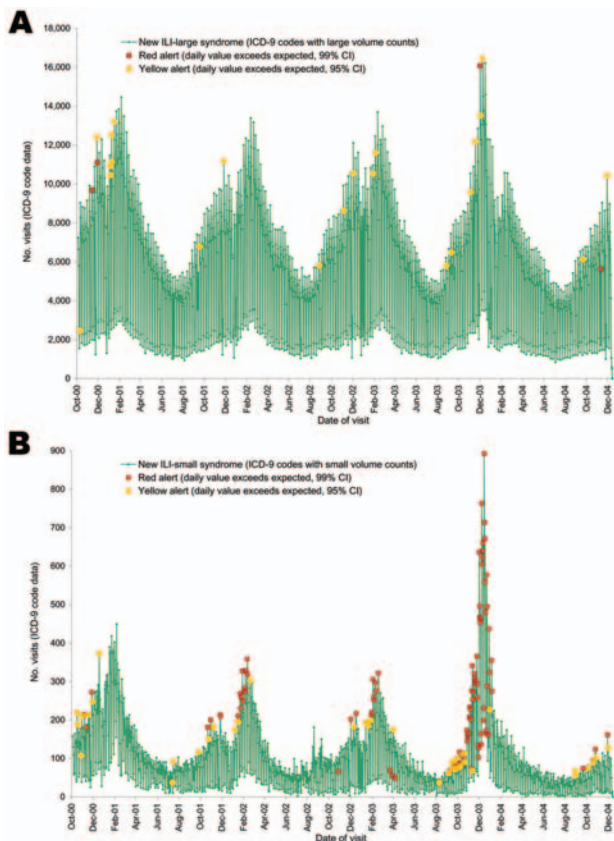 A
18,000
New ILI-large syndrome (ICD-9 codes with large volume counts)
Red alert (daily value exceeds expected, 99% CI)
Yellow alert (daily value exceeds expected, 95% CI)
16,000
14,000
12,000
10,000
8,000
6,000
4,000
2,000
0
No. visits (ICD-9 code data)
Oct-00 Dec-00 Feb-01 Apr-01 Jun-01 Aug-01 Oct-01 Dec-01 Feb-02 Apr-02 Jun-02 Aug-02 Oct-02 Dec-02 Feb-03 Apr-03 Jun-03 Aug-03 Oct-03 Dec-03 Feb-04 Apr-04 Jun-04 Aug-04 Oct-04 Dec-04
Date of visit
B
900
New ILI-small syndrome (ICD-9 codes with small volume counts)
Red alert (daily value exceeds expected, 99% CI)
Yellow alert (daily value exceeds expected, 95% CI)
800
700
600
500
400
300
200
100
0
No. visits (ICD-9 code data)
Oct-00 Dec-00 Feb-01 Apr-01 Jun-01 Aug-01 Oct-01 Dec-01 Feb-02 Apr-02 Jun-02 Aug-02 Oct-02 Dec-02 Feb-03 Apr-03 Jun-03 Aug-03 Oct-03 Dec-03 Feb-04 Apr-04 Jun-04 Aug-04 Oct-04 Dec-04
Date of visit